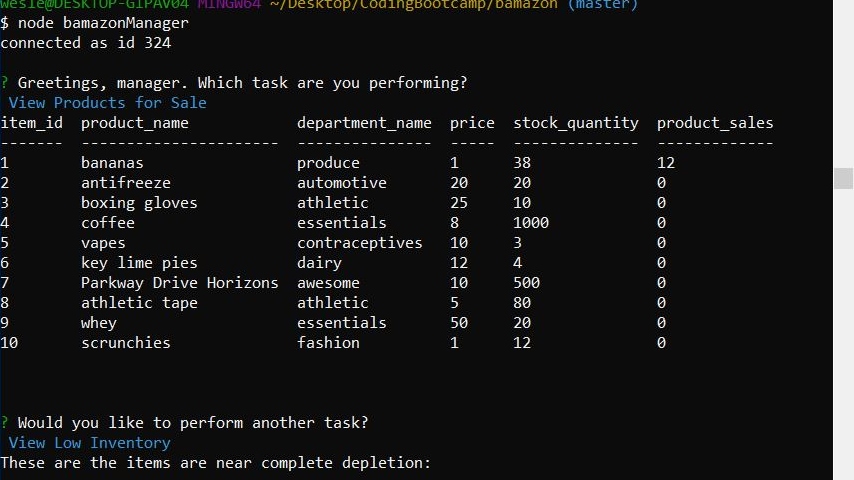 wesle@DESKTOP-G1PAV04 MINGW64 ~/Desktop/CodingBootcamp/bamazon (master)
$ node bamazonManager
connected as id 324
? Greetings, manager. Which task are you performing?
View Products for Sale
item_id  product_name            department_name  price  stock_quantity  product_sales
-------  ----------------------  ---------------  -----  --------------  -------------
1        bananas                 produce          1      38              12
2        antifreeze              automotive       20     20              0
3        boxing gloves           athletic         25     10              0
4        coffee                  essentials       8      1000            0
5        vapes                   contraceptives   10     3               0
6        key lime pies           dairy            12     4               0
7        Parkway Drive Horizons  awesome          10     500             0
8        athletic tape           athletic         5      80              0
9        whey                    essentials       50     20              0
10       scrunchies              fashion          1      12              0
? Would you like to perform another task?
View Low Inventory
These are the items are near complete depletion: